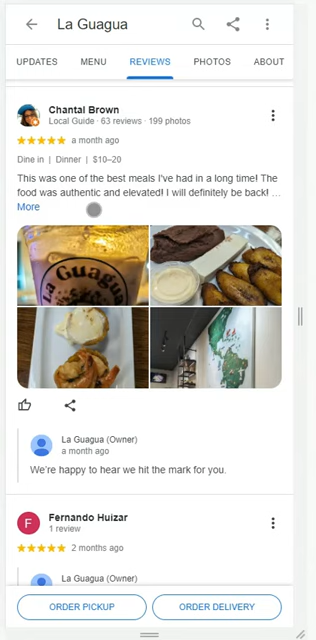 La Guagua
UPDATES MENU REVIEWS PHOTOS ABOUT
Chantal Brown
Local Guide · 63 reviews · 199 photos
a month ago
Dine in | Dinner | $10–20
This was one of the best meals I've had in a long time! The
food was authentic and elevated! I will definitely be back! ...
More
La Guagua
La Guagua (Owner)
a month ago
We're happy to hear we hit the mark for you.
F
Fernando Huizar
1 review
2 months ago
La Guagua (Owner)
ORDER PICKUP ORDER DELIVERY